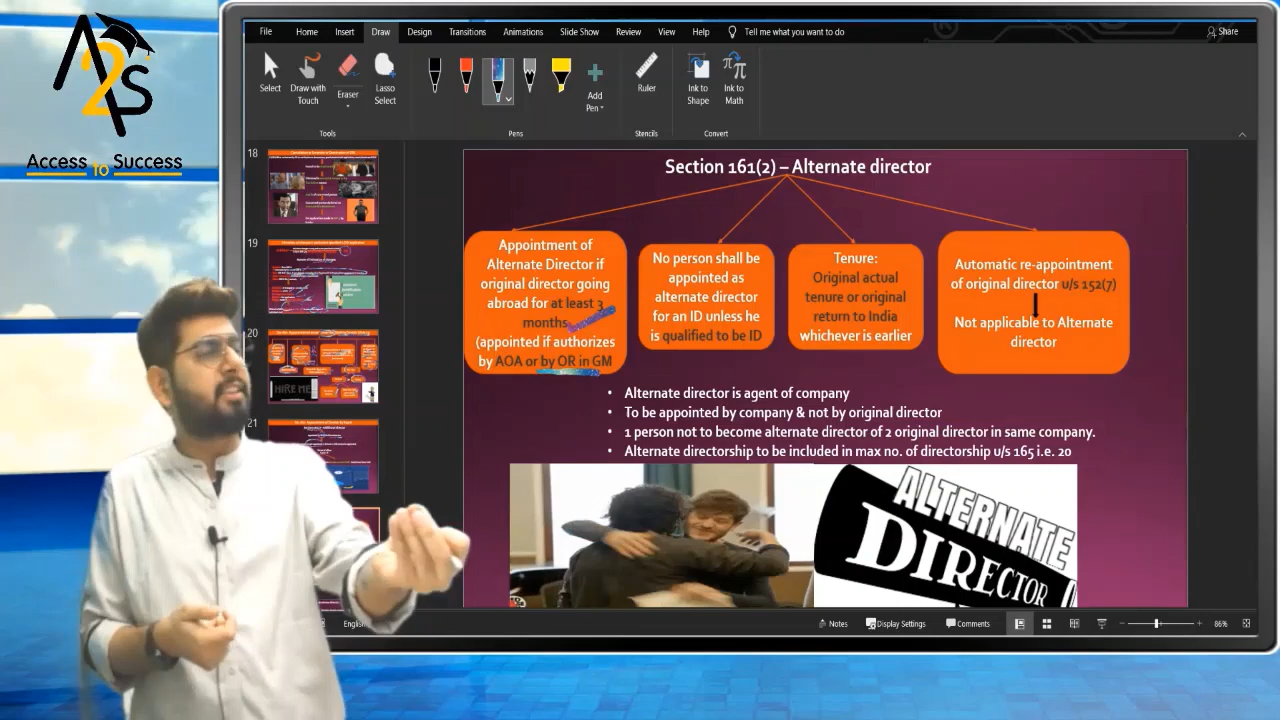 A2S
Access to Success
File Home Insert Draw Design Transitions Animations Slide Show Review View Help Tell me what you want to do Share
Select
Draw with Touch
Eraser
Lasso Select
Add Pen
Ruler
Ink to Shape
Ink to Math
Tools Pens Stencils Convert
18
19
20
HIRE ME
21
Section 161(2) – Alternate director
Appointment of
Alternate Director if
original director going
abroad for at least 3
months
(appointed if authorizes
by AOA or by OR in GM
No person shall be
appointed as
alternate director
for an ID unless he
is qualified to be ID
Tenure:
Original actual
tenure or original
return to India
whichever is earlier
Automatic re-appointment
of original director u/s 152(7)
Not applicable to Alternate
director
• Alternate director is agent of company
• To be appointed by company & not by original director
• 1 person not to become alternate director of 2 original director in same company.
• Alternate directorship to be included in max no. of directorship u/s 165 i.e. 20
ALTERNATE
DIRECTOR
English
Notes Display Settings Comments 86%